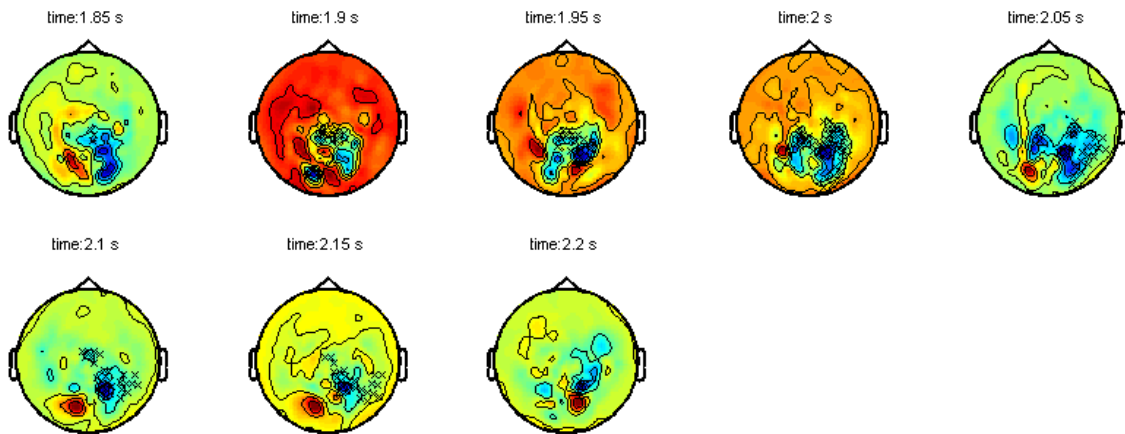 time:1.85 s
time:1.9 s
time:1.95 s
time:2 s
time:2.05 s
time:2.1 s
time:2.15 s
time:2.2 s